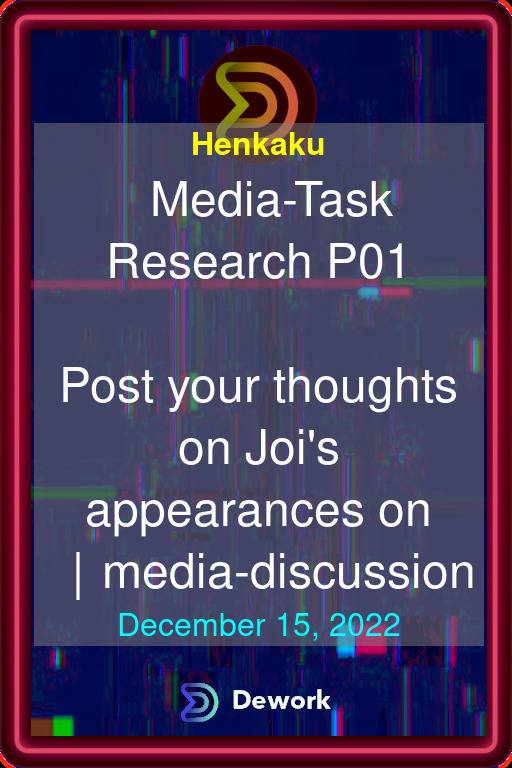 Henkaku
Media-Task
Research P01
Post your thoughts
on Joi's
appearances on
｜media-discussion
December 15, 2022
Dework